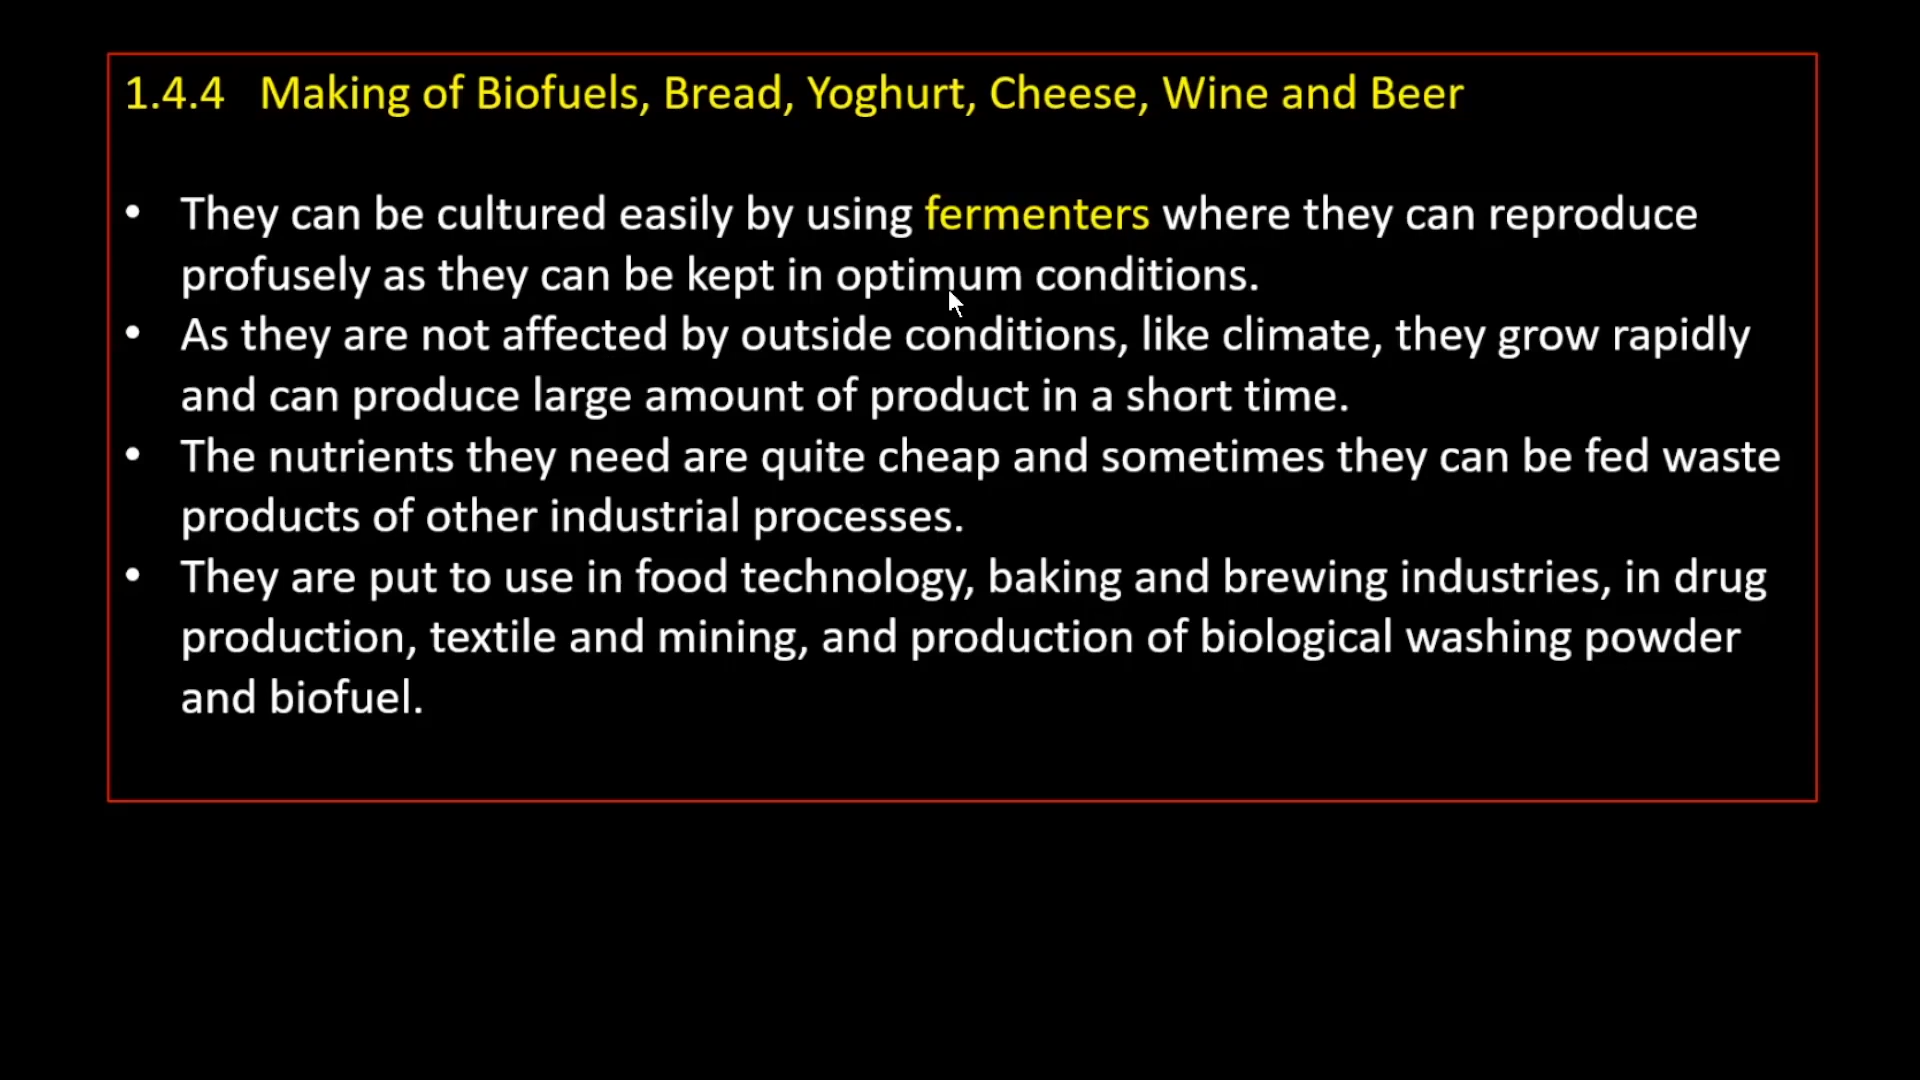 1.4.4 Making of Biofuels, Bread, Yoghurt, Cheese, Wine and Beer
• They can be cultured easily by using fermenters where they can reproduce
profusely as they can be kept in optimum conditions.
• As they are not affected by outside conditions, like climate, they grow rapidly
and can produce large amount of product in a short time.
• The nutrients they need are quite cheap and sometimes they can be fed waste
products of other industrial processes.
• They are put to use in food technology, baking and brewing industries, in drug
production, textile and mining, and production of biological washing powder
and biofuel.